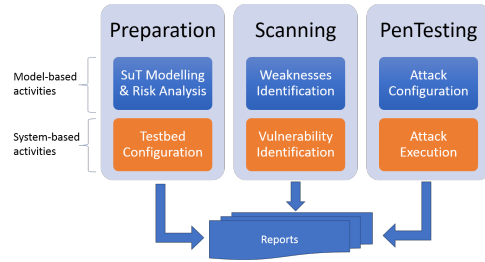 Preparation
Scanning
PenTesting
Model-based
activities
SuT Modelling
& Risk Analysis
Weaknesses
Identification
Attack
Configuration
System-based
activities
Testbed
Configuration
Vulnerability
Identification
Attack
Execution
Reports